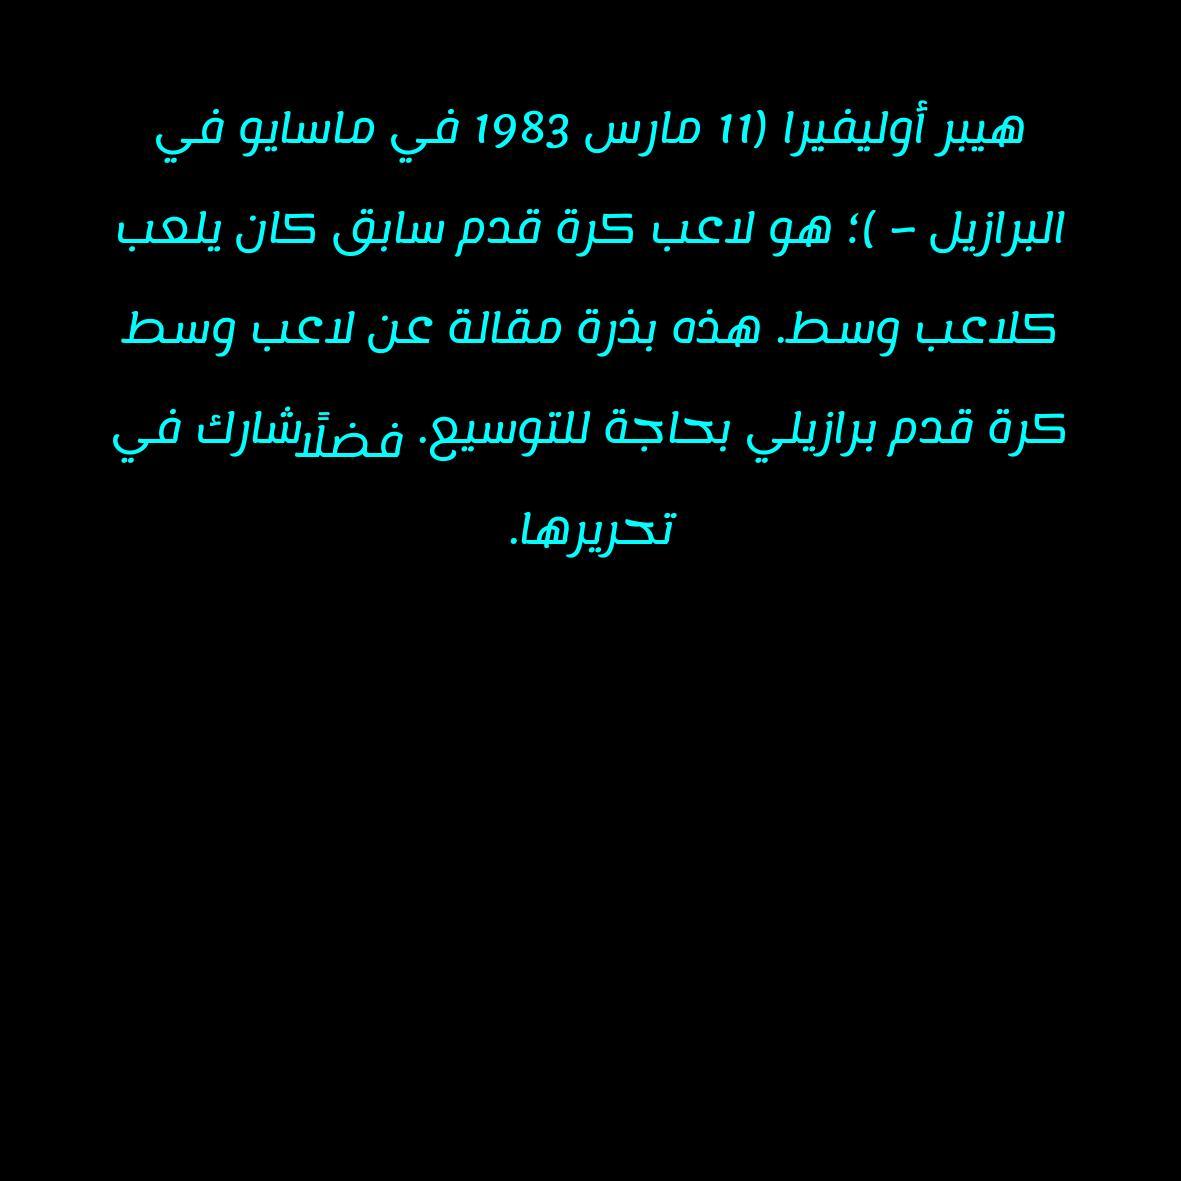 هيبر أوليفيرا (11 مارس 1983 في ماسايو في
البرازيل – )؛ هو لاعب كرة قدم سابق كان يلعب
كلاعب وسط. هذه بذرة مقالة عن لاعب وسط
كرة قدم برازيلي بحاجة للتوسيع. فضلًا شارك في
تحريرها.